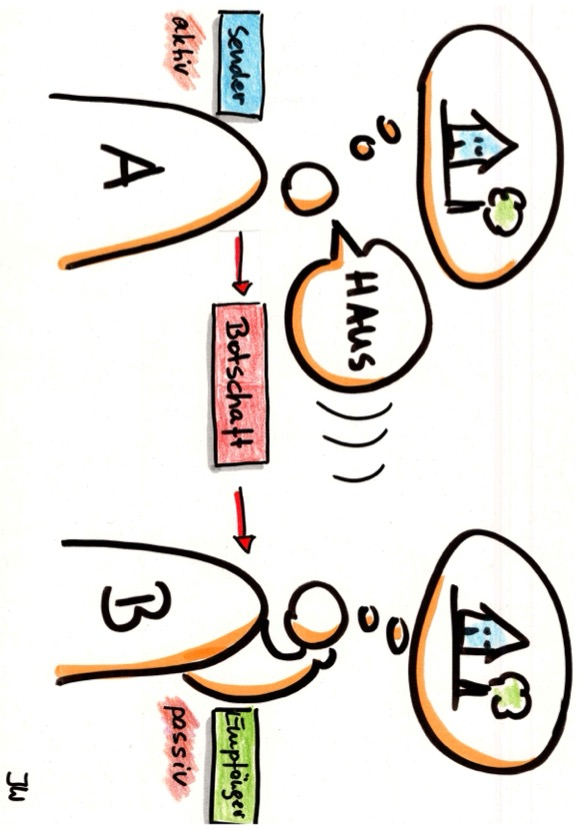 HAUS
A
B
Sender
aktiv
Botschaft
Empfänger
passiv
JW